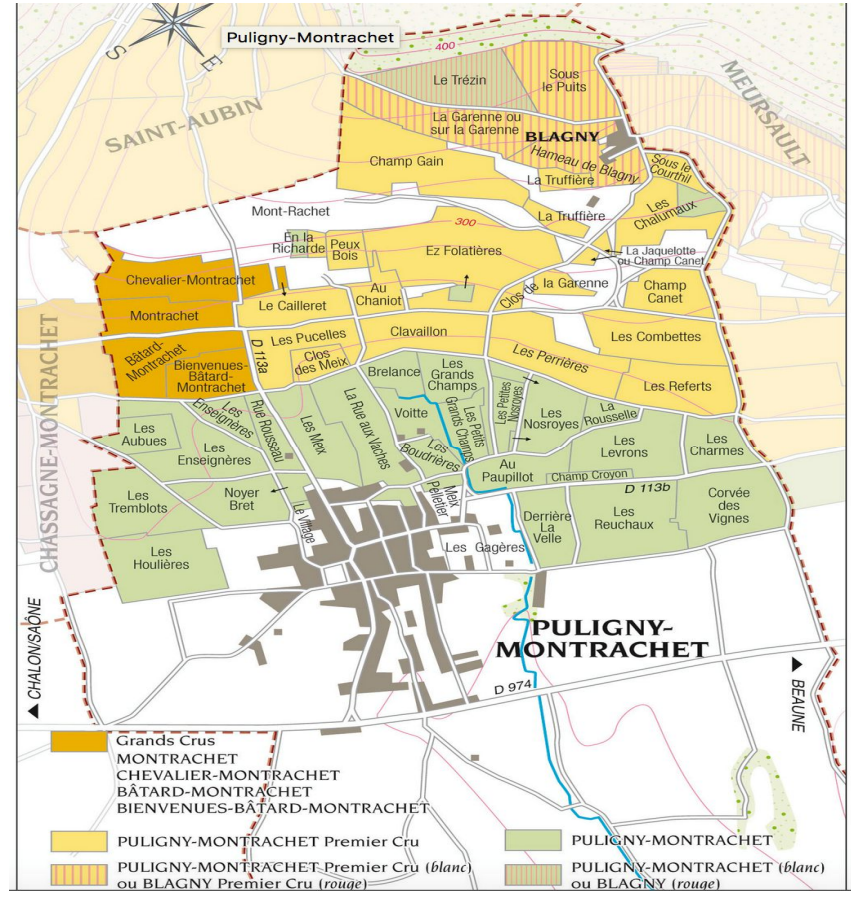 S
E
Puligny-Montrachet
400
SAINT-AUBIN
MEURSAULT
Le Trézin
Sous
le Puits
La Garenne ou
sur la Garenne
BLAGNY
Hameau de Blagny
Champ Gain
Sous le
Courthil
La Truffière
Les
Chalumaux
Mont-Rachet
La Truffière
300
En la
Richarde
Peux
Bois
Ez Folatières
La Jaquelotte
ou Champ Canet
Chevalier-Montrachet
Au
Chaniot
Clos de la Garenne
Champ
Canet
Le Cailleret
Montrachet
CHASSAGNE-MONTRACHET
D 113a
Les Pucelles
Clavaillon
Les Combettes
Bâtard-
Montrachet
Clos
des Meix
Les Perrières
Bienvenues-
Bâtard-
Montrachet
Brelance
Les
Grands
Champs
Les Referts
Les
Enseignères
Rue Rousseau
Les Meix
La Rue aux Vaches
Voitte
Les Petits
Grands Champs
Les Petites
Nosroyes
Les
Nosroyes
La
Rousselle
Les
Aubues
Les
Enseignères
Les
Boudrières
Les
Levrons
Les
Charmes
Au
Paupillot
Champ Croyon
D 113b
Les
Tremblots
Noyer
Bret
Le Village
Meix
Pelletier
Derrière
La
Velle
Les
Reuchaux
Corvée
des
Vignes
Les
Houlières
Les Gagères
PULIGNY-
MONTRACHET
CHALON/SAÔNE
D 974
BEAUNE
Grands Crus
MONTRACHET
CHEVALIER-MONTRACHET
BÂTARD-MONTRACHET
BIENVENUES-BÂTARD-MONTRACHET
PULIGNY-MONTRACHET Premier Cru
PULIGNY-MONTRACHET
PULIGNY-MONTRACHET Premier Cru (blanc)
ou BLAGNY Premier Cru (rouge)
PULIGNY-MONTRACHET (blanc)
ou BLAGNY (rouge)